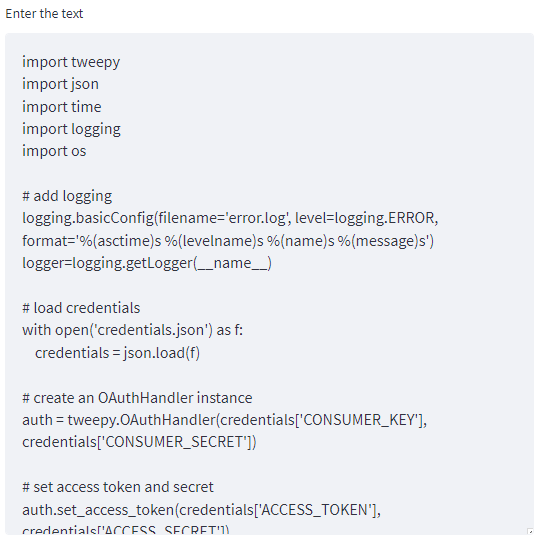 Enter the text
import tweepy
import json
import time
import logging
import os
# add logging
logging.basicConfig(filename='error.log', level=logging.ERROR,
format='%(asctime)s %(levelname)s %(name)s %(message)s')
logger=logging.getLogger(__name__)
# load credentials
with open('credentials.json') as f:
    credentials = json.load(f)
# create an OAuthHandler instance
auth = tweepy.OAuthHandler(credentials['CONSUMER_KEY'],
credentials['CONSUMER_SECRET'])
# set access token and secret
auth.set_access_token(credentials['ACCESS_TOKEN'],
credentials['ACCESS_SECRET'])